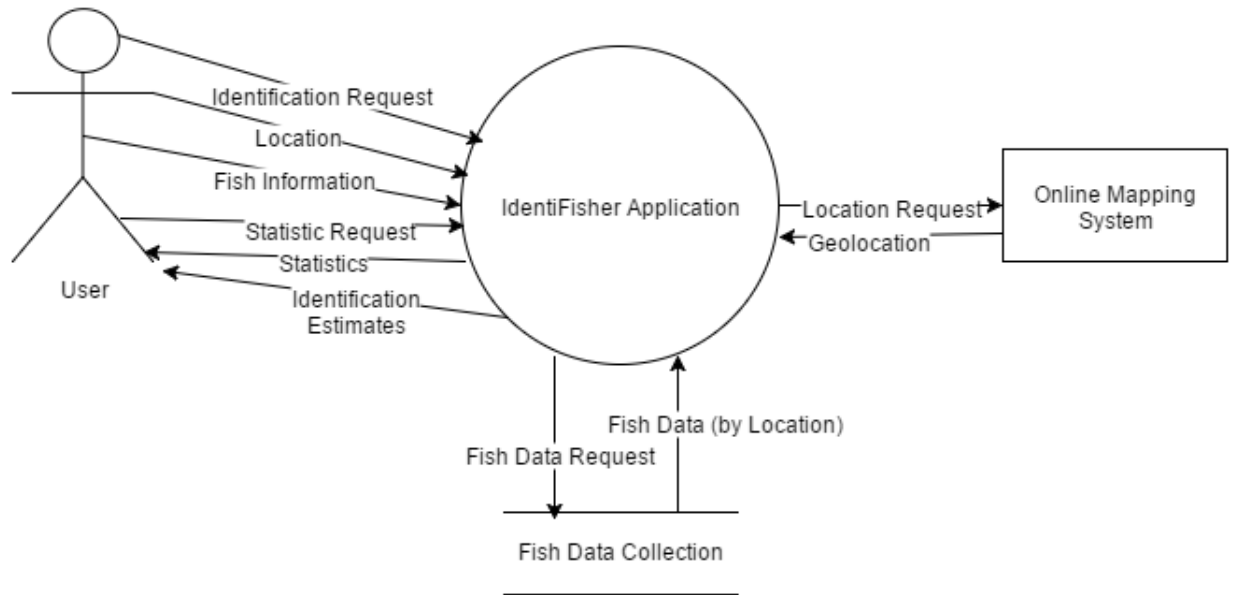 Identification Request
Location
Fish Information
Statistic Request
Statistics
Identification
Estimates
User
IdentiFisher Application
Location Request
Geolocation
Online Mapping
System
Fish Data (by Location)
Fish Data Request
Fish Data Collection